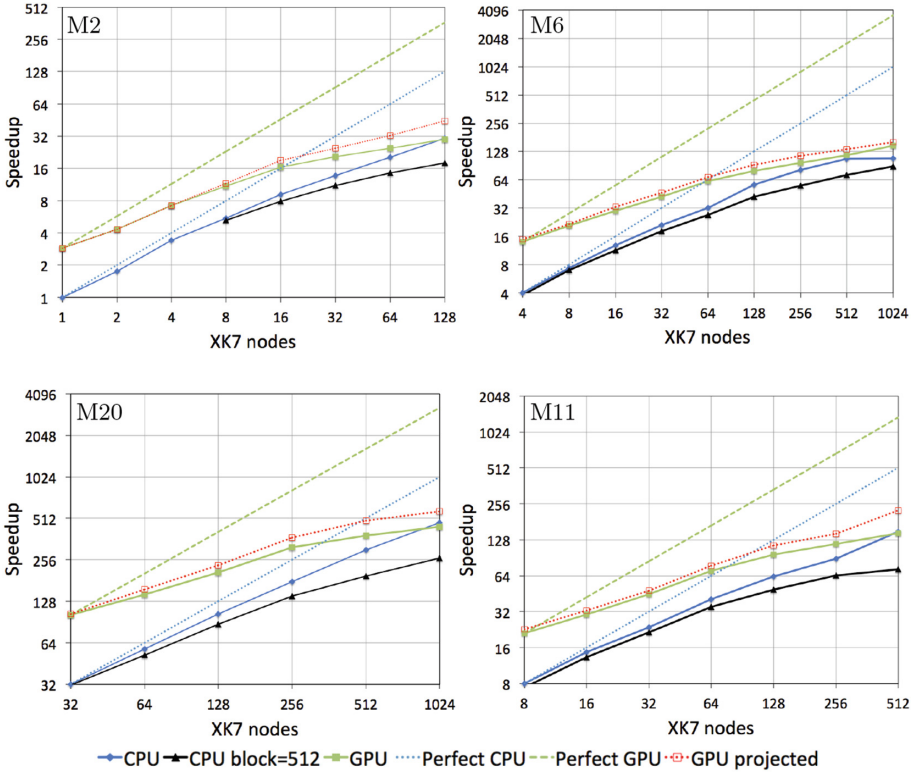 M2
512
256
128
64
32
16
8
4
2
1
Speedup
1 2 4 8 16 32 64 128
XK7 nodes
M6
4096
2048
1024
512
256
128
64
32
16
8
4
Speedup
4 8 16 32 64 128 256 512 1024
XK7 nodes
M20
4096
2048
1024
512
256
128
64
32
Speedup
32 64 128 256 512 1024
XK7 nodes
M11
2048
1024
512
256
128
64
32
16
8
Speedup
8 16 32 64 128 256 512
XK7 nodes
CPU CPU block=512 GPU Perfect CPU Perfect GPU GPU projected